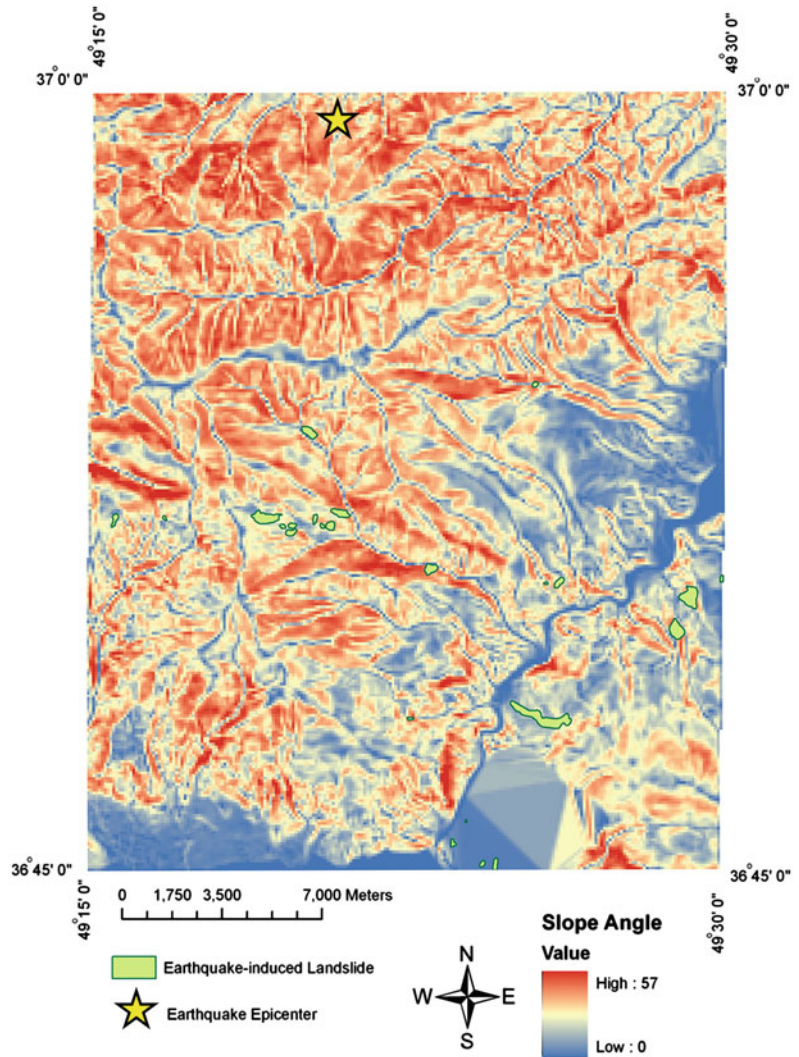 49° 15' 0"
49° 30' 0"
37° 0' 0"
37° 0' 0"
36° 45' 0"
36° 45' 0"
49° 15' 0"
49° 30' 0"
0 1,750 3,500 7,000 Meters
Earthquake-induced Landslide
Earthquake Epicenter
N
W E
S
Slope Angle
Value
High : 57
Low : 0